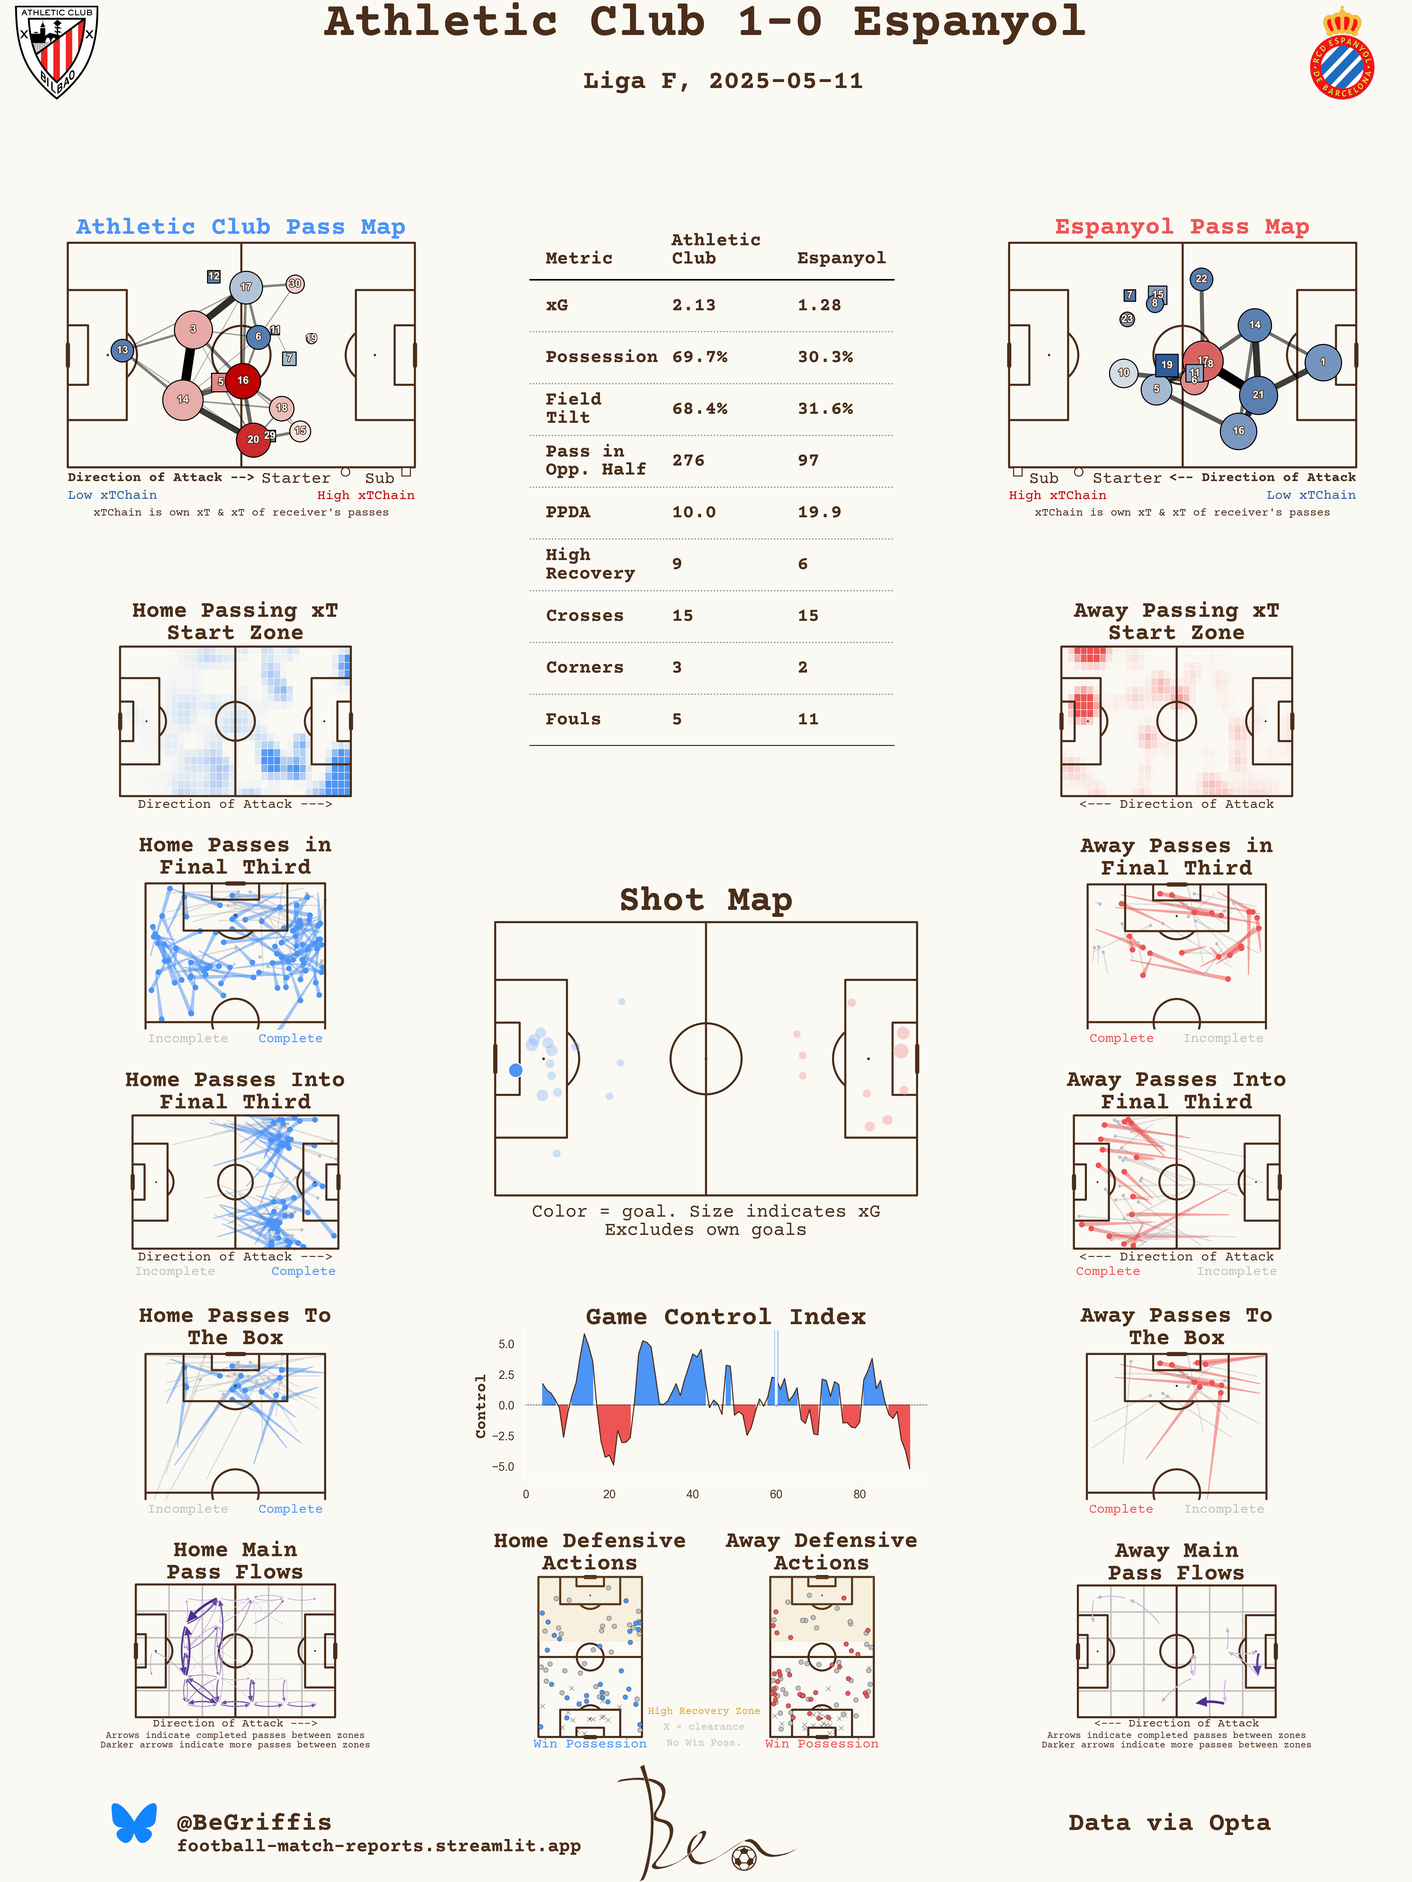 Athletic Club 1-0 Espanyol
Liga F, 2025-05-11
ATHLETIC CLUB
BILBAO
RCD ESPANYOL
DE BARCELONA
Athletic Club Pass Map
12
17
30
3
6
11
19
13
7
5
16
14
18
20
29
15
Direction of Attack --> Starter Sub
Low xTChain High xTChain
xTChain is own xT & xT of receiver's passes
Metric Athletic Club Espanyol
xG 2.13 1.28
Possession 69.7% 30.3%
Field Tilt 68.4% 31.6%
Pass in Opp. Half 276 97
PPDA 10.0 19.9
High Recovery 9 6
Crosses 15 15
Corners 3 2
Fouls 5 11
Espanyol Pass Map
22
7
15
8
23
14
17
18
1
19
10
11
6
5
21
16
Sub Starter <-- Direction of Attack
High xTChain Low xTChain
xTChain is own xT & xT of receiver's passes
Home Passing xT
Start Zone
Direction of Attack --->
Away Passing xT
Start Zone
<--- Direction of Attack
Home Passes in
Final Third
Incomplete Complete
Away Passes in
Final Third
Complete Incomplete
Shot Map
Color = goal. Size indicates xG
Excludes own goals
Home Passes Into
Final Third
Direction of Attack --->
Incomplete Complete
Away Passes Into
Final Third
<--- Direction of Attack
Complete Incomplete
Home Passes To
The Box
Incomplete Complete
Game Control Index
Control
5.0
2.5
0.0
−2.5
−5.0
0 20 40 60 80
Away Passes To
The Box
Complete Incomplete
Home Main
Pass Flows
Direction of Attack --->
Arrows indicate completed passes between zones
Darker arrows indicate more passes between zones
Home Defensive
Actions
Win Possession
High Recovery Zone
X = clearance
No Win Poss.
Away Defensive
Actions
Win Possession
Away Main
Pass Flows
<--- Direction of Attack
Arrows indicate completed passes between zones
Darker arrows indicate more passes between zones
@BeGriffis
football-match-reports.streamlit.app
Ben
Data via Opta